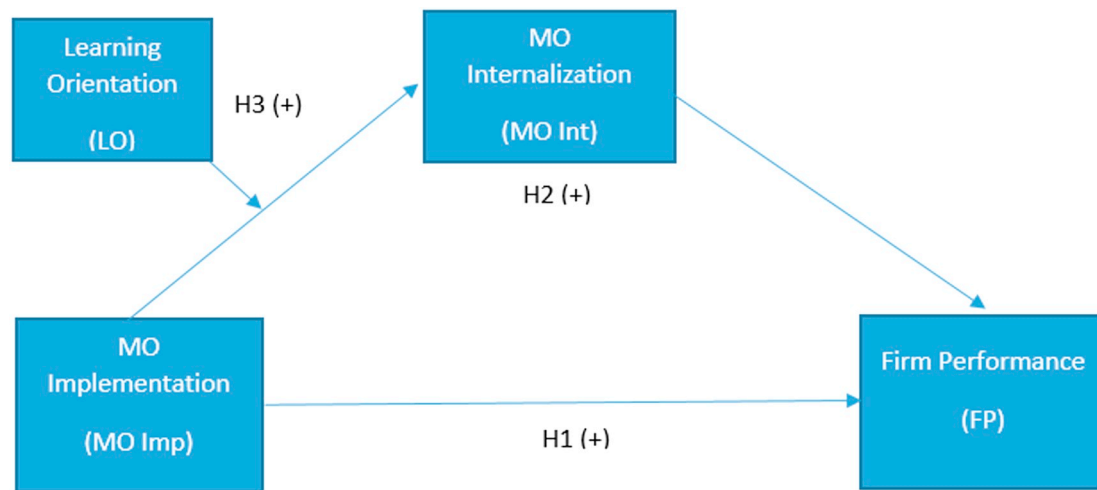 Learning
Orientation
(LO)
H3 (+)
MO
Internalization
(MO Int)
H2 (+)
MO
Implementation
(MO Imp)
H1 (+)
Firm Performance
(FP)